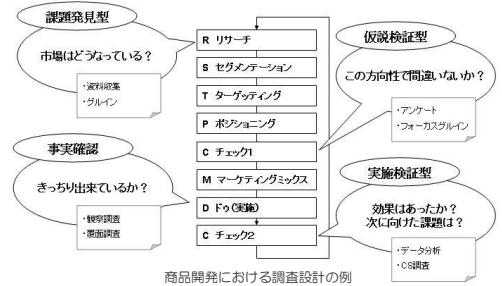 課題発見型
市場はどうなっている？
・資料収集
・グルイン
事実確認
きっちり出来ているか？
・観察調査
・覆面調査
R リサーチ
S セグメンテーション
T ターゲッティング
P ポジショニング
C チェック1
M マーケティングミックス
D ドゥ(実施)
C チェック2
仮説検証型
この方向性で間違いないか？
・アンケート
・フォーカスグルイン
実施検証型
効果はあったか？
次に向けた課題は？
・データ分析
・CS調査
商品開発における調査設計の例